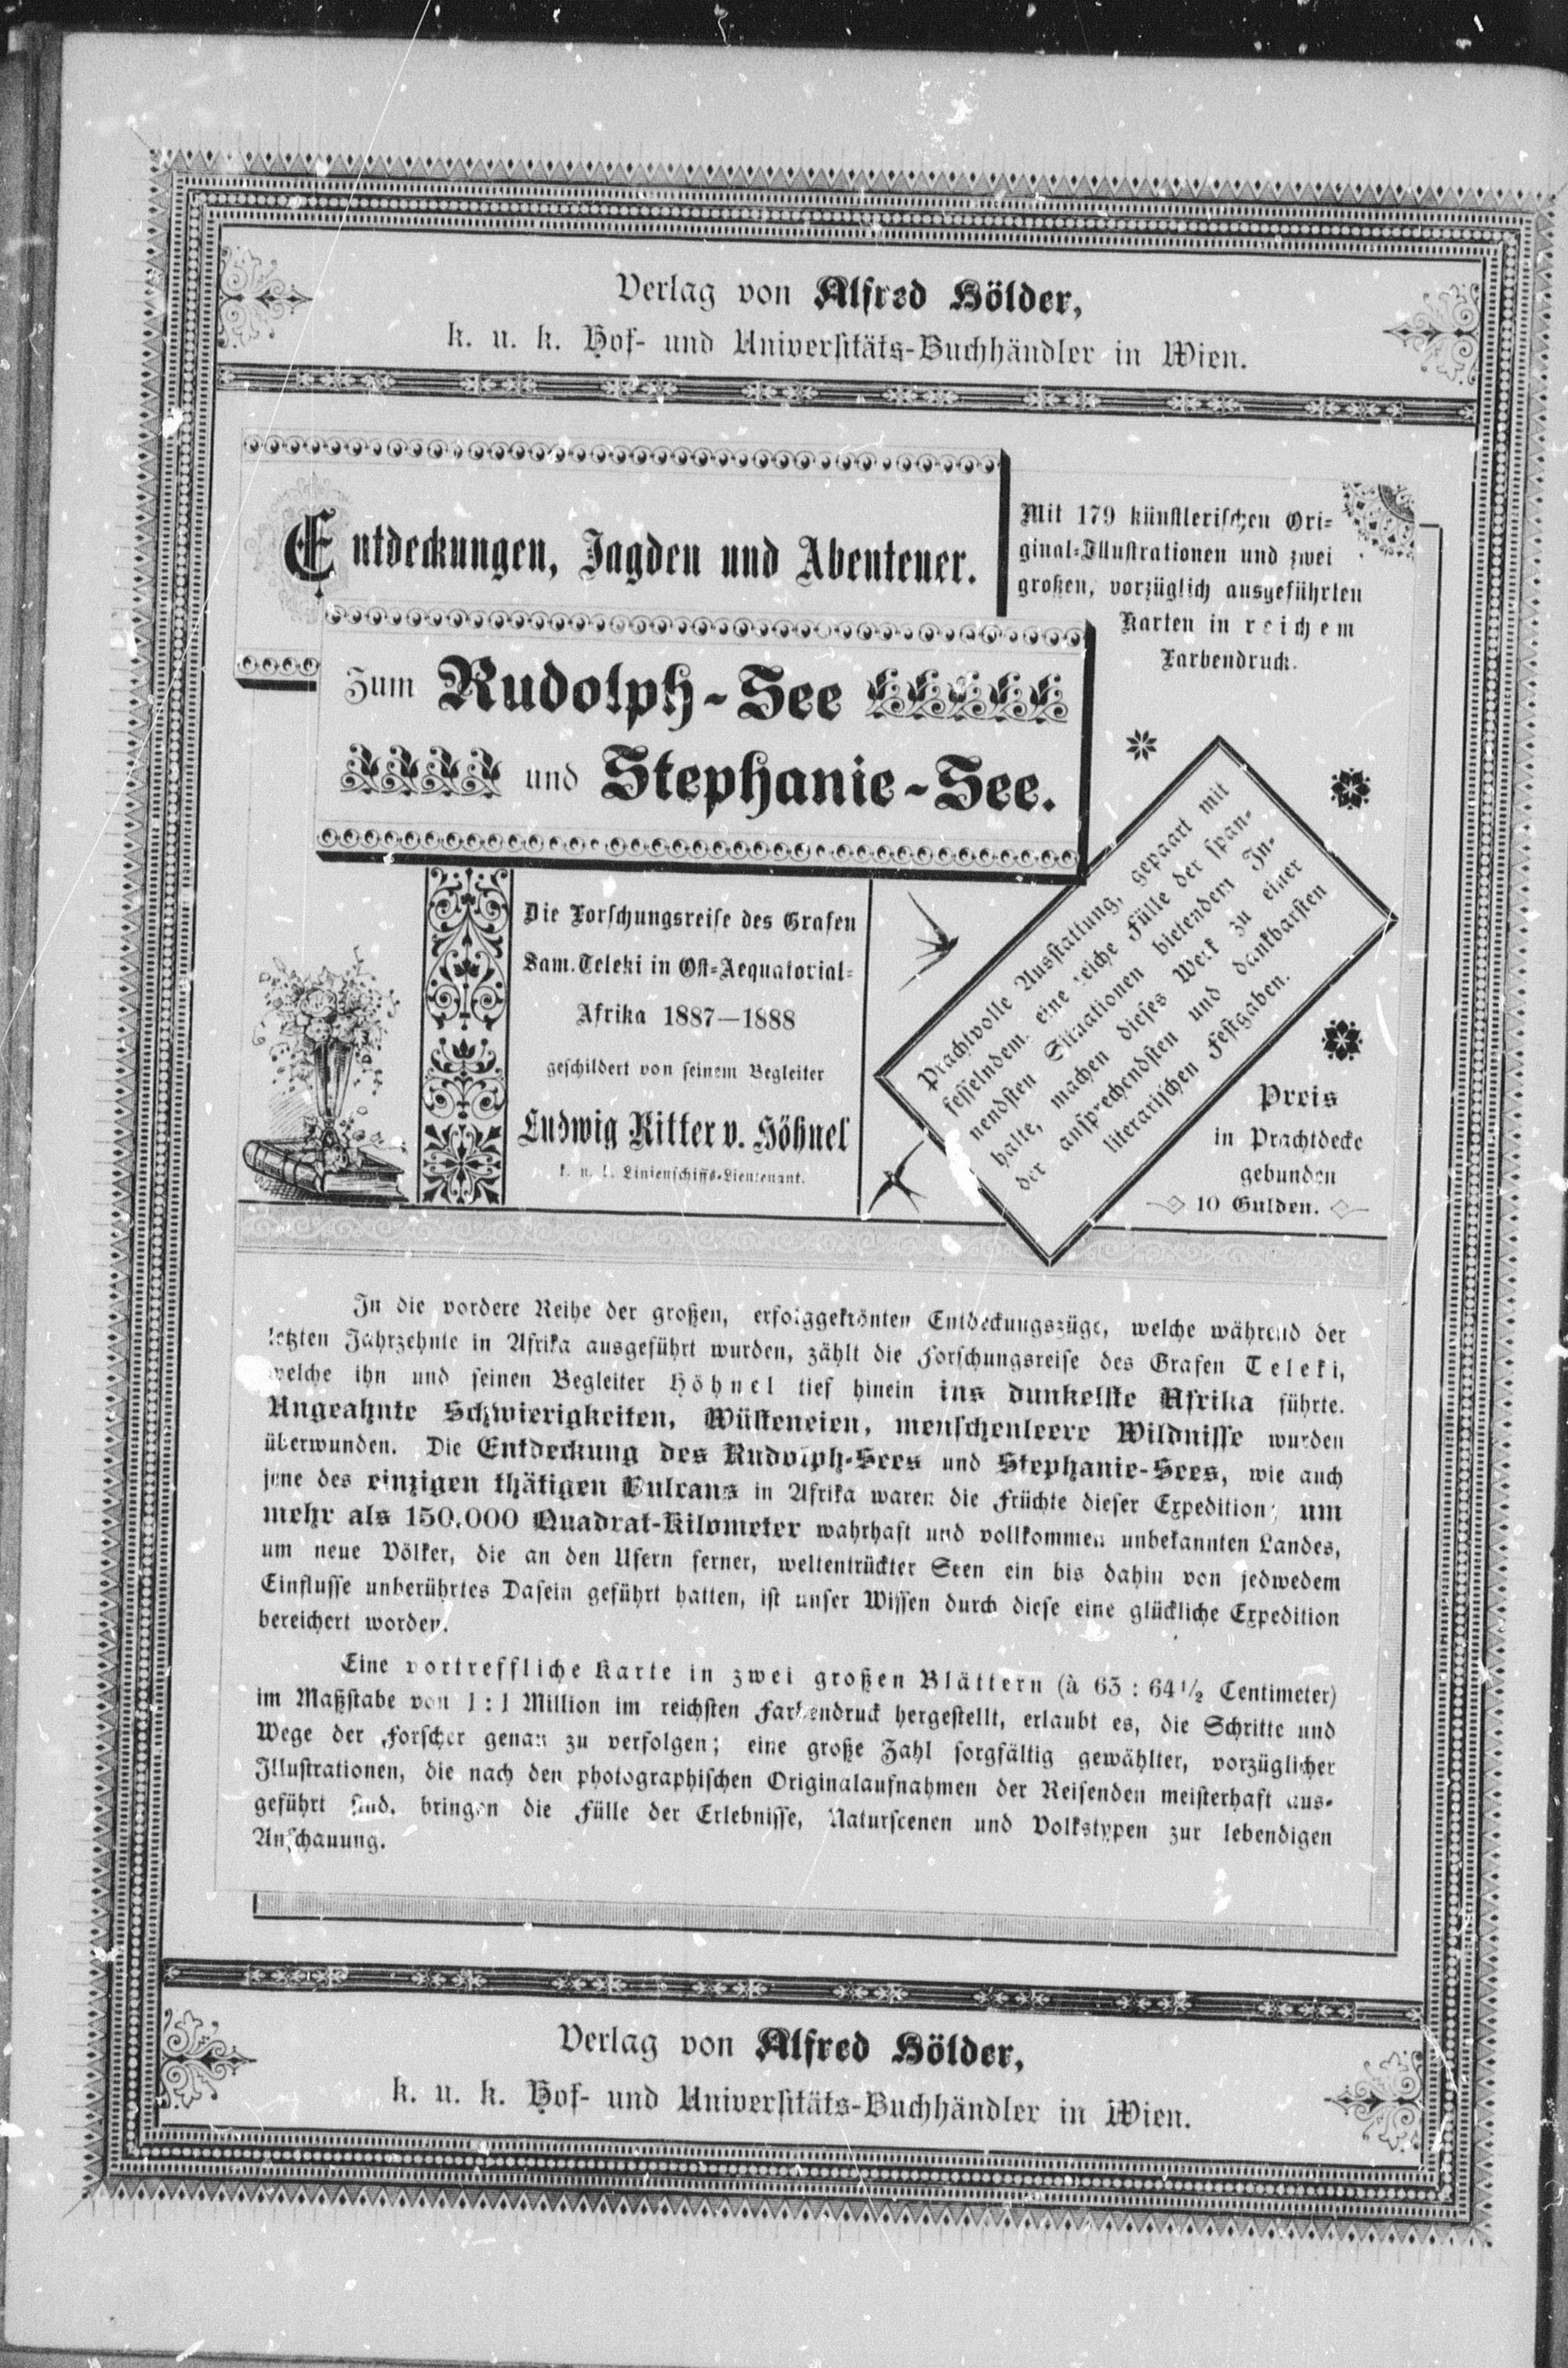 Verlag von Alfred Hölder,
k. u. k. Hof- und Universitäts-Buchhändler in Wien.
Entdeckungen, Jagden und Abenteuer.
Mit 179 künstlerischen Ori-
ginal-Illustrationen und zwei
großen, vorzüglich ausgeführten
Karten in reichem
Farbendruck.
Zum Rudolph-See
und Stephanie-See.
Die Forschungsreise des Grafen
Sam. Teleki in Ost-Aequatorial-
Afrika 1887—1888
geschildert von seinem Begleiter
Ludwig Ritter v. Höhnel
k. u. k. Linienschiffs-Lieutenant.
Prachtvolle Ausstattung, gepaart mit
fesselndem, eine reiche Fülle der span-
nendsten Situationen bietendem In-
halte, machen dieses Werk zu einer
der ansprechendsten und dankbarsten
literarischen Festgaben.
Preis
in Prachtdecke
gebunden
10 Gulden.
In die vordere Reihe der großen, erfolggekrönten Entdeckungszüge, welche während der
letzten Jahrzehnte in Afrika ausgeführt wurden, zählt die Forschungsreise des Grafen Teleki,
welche ihn und seinen Begleiter Höhnel tief hinein ins dunkelste Afrika führte.
Ungeahnte Schwierigkeiten, Wüsteneien, menschenleere Wildnisse wurden
überwunden. Die Entdeckung des Rudolph-Sees und Stephanie-Sees, wie auch
jene des einzigen thätigen Vulcans in Afrika waren die Früchte dieser Expedition; um
mehr als 150.000 Quadrat-Kilometer wahrhaft und vollkommen unbekannten Landes,
um neue Völker, die an den Ufern ferner, weltentrückter Seen ein bis dahin von jedwedem
Einflusse unberührtes Dasein geführt hatten, ist unser Wissen durch diese eine glückliche Expedition
bereichert worden.
Eine vortreffliche Karte in zwei großen Blättern (à 63 : 64½ Centimeter)
im Maßstabe von 1 : 1 Million im reichsten Farbendruck hergestellt, erlaubt es, die Schritte und
Wege der Forscher genau zu verfolgen; eine große Zahl sorgfältig gewählter, vorzüglicher
Illustrationen, die nach den photographischen Originalaufnahmen der Reisenden meisterhaft aus-
geführt sind, bringen die Fülle der Erlebnisse, Naturscenen und Volkstypen zur lebendigen
Anschauung.
Verlag von Alfred Hölder,
k. u. k. Hof- und Universitäts-Buchhändler in Wien.